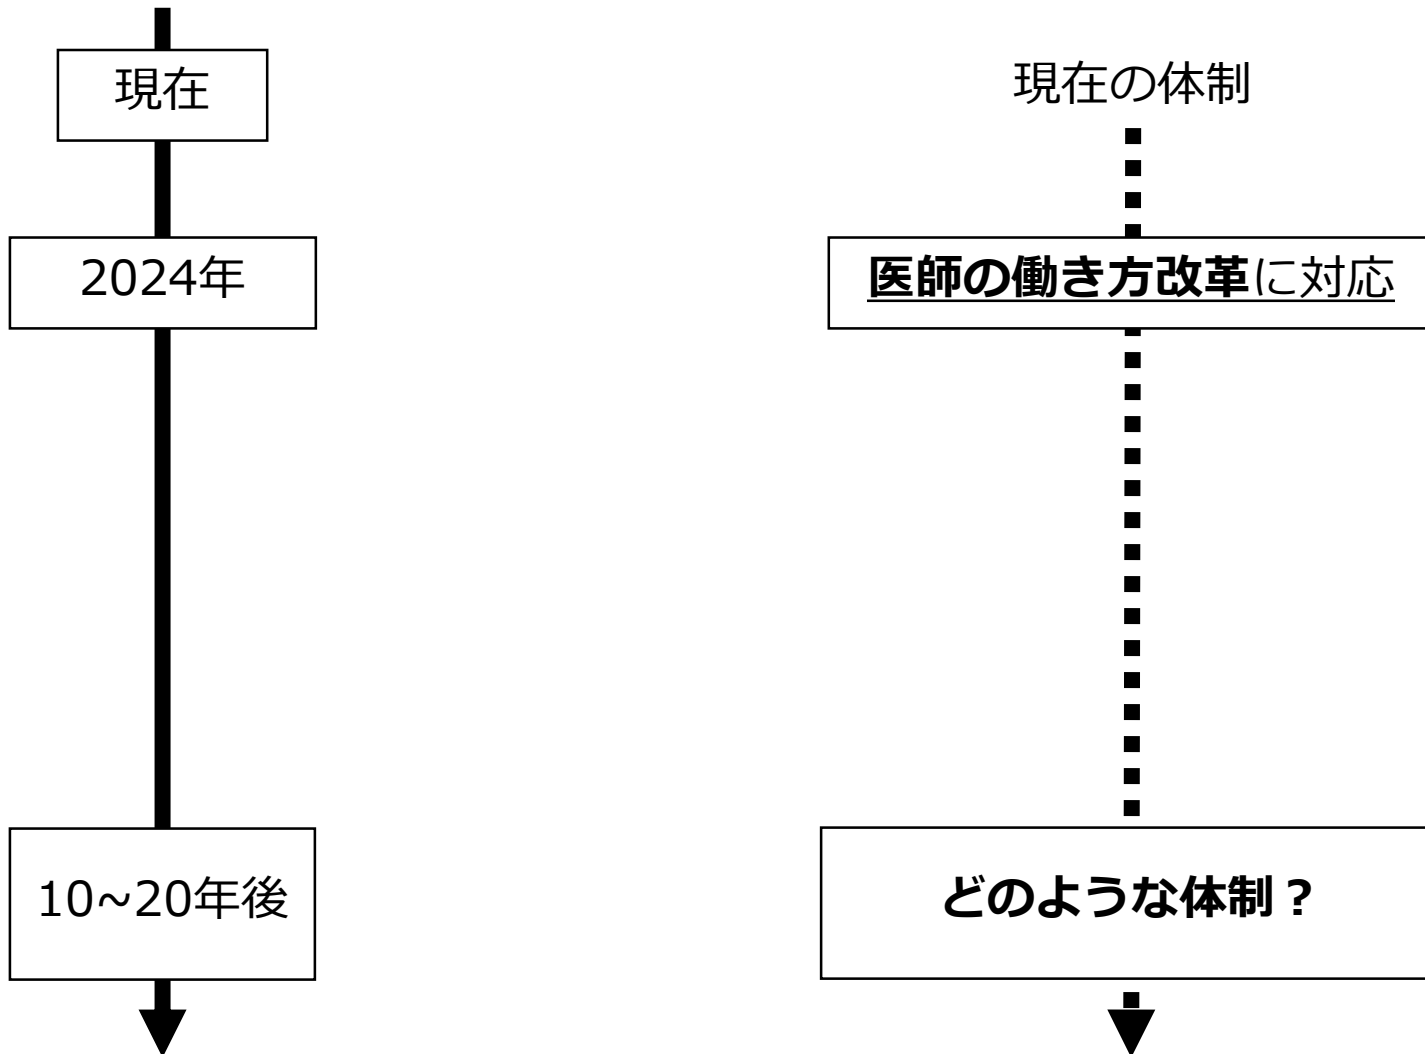 現在
現在の体制
2024年
医師の働き方改革に対応
10~20年後
どのような体制？